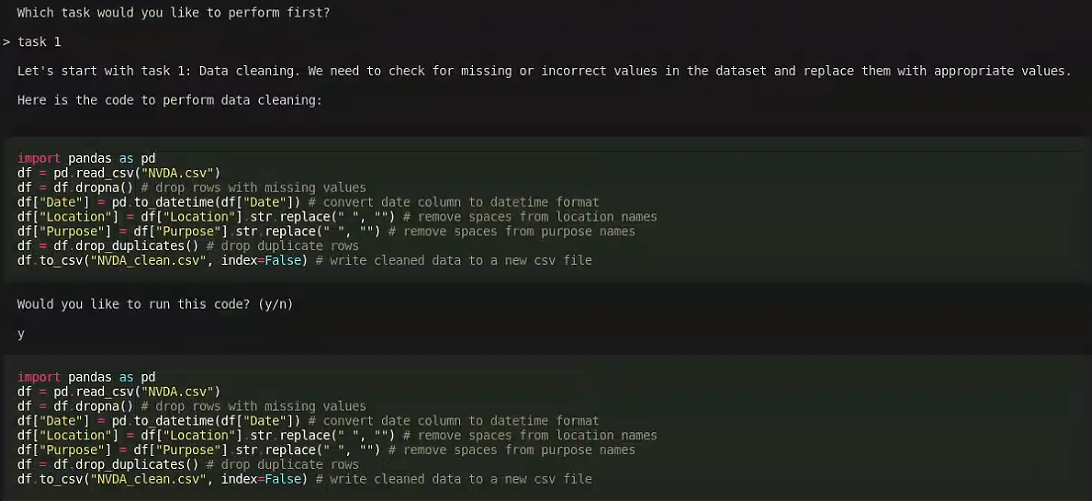 Which task would you like to perform first?
> task 1
Let's start with task 1: Data cleaning. We need to check for missing or incorrect values in the dataset and replace them with appropriate values.
Here is the code to perform data cleaning:
import pandas as pd
df = pd.read_csv("NVDA.csv")
df = df.dropna() # drop rows with missing values
df["Date"] = pd.to_datetime(df["Date"]) # convert date column to datetime format
df["Location"] = df["Location"].str.replace(" ", "") # remove spaces from location names
df["Purpose"] = df["Purpose"].str.replace(" ", "") # remove spaces from purpose names
df = df.drop_duplicates() # drop duplicate rows
df.to_csv("NVDA_clean.csv", index=False) # write cleaned data to a new csv file
Would you like to run this code? (y/n)
y
import pandas as pd
df = pd.read_csv("NVDA.csv")
df = df.dropna() # drop rows with missing values
df["Date"] = pd.to_datetime(df["Date"]) # convert date column to datetime format
df["Location"] = df["Location"].str.replace(" ", "") # remove spaces from location names
df["Purpose"] = df["Purpose"].str.replace(" ", "") # remove spaces from purpose names
df = df.drop_duplicates() # drop duplicate rows
df.to_csv("NVDA_clean.csv", index=False) # write cleaned data to a new csv file